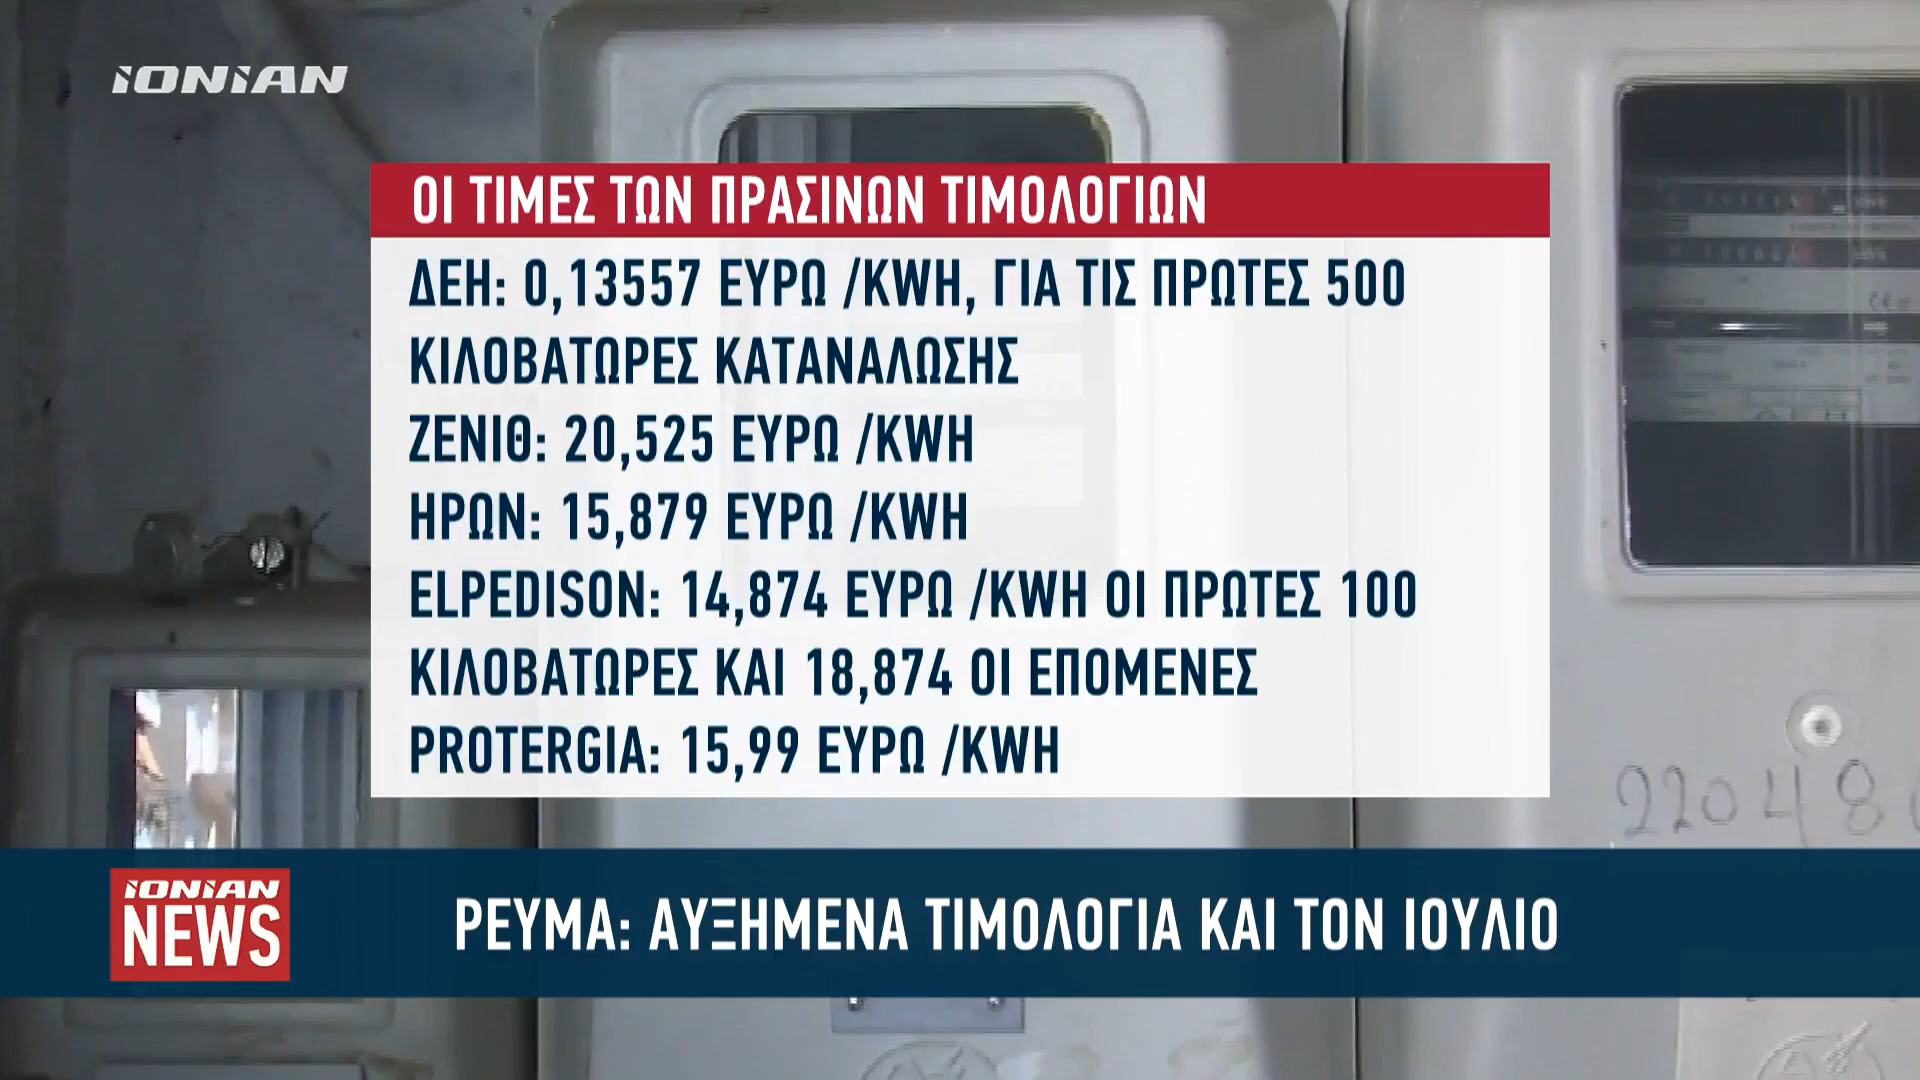 IONIAN
ΟΙ ΤΙΜΕΣ ΤΩΝ ΠΡΑΣΙΝΩΝ ΤΙΜΟΛΟΓΙΩΝ
ΔΕΗ: 0,13557 ΕΥΡΩ /KWH, ΓΙΑ ΤΙΣ ΠΡΩΤΕΣ 500
ΚΙΛΟΒΑΤΩΡΕΣ ΚΑΤΑΝΑΛΩΣΗΣ
ΖΕΝΙΘ: 20,525 ΕΥΡΩ /KWH
ΗΡΩΝ: 15,879 ΕΥΡΩ /KWH
ELPEDISON: 14,874 ΕΥΡΩ /KWH ΟΙ ΠΡΩΤΕΣ 100
ΚΙΛΟΒΑΤΩΡΕΣ ΚΑΙ 18,874 ΟΙ ΕΠΟΜΕΝΕΣ
PROTERGIA: 15,99 ΕΥΡΩ /KWH
IONIAN
NEWS
ΡΕΥΜΑ: ΑΥΞΗΜΕΝΑ ΤΙΜΟΛΟΓΙΑ ΚΑΙ ΤΟΝ ΙΟΥΛΙΟ